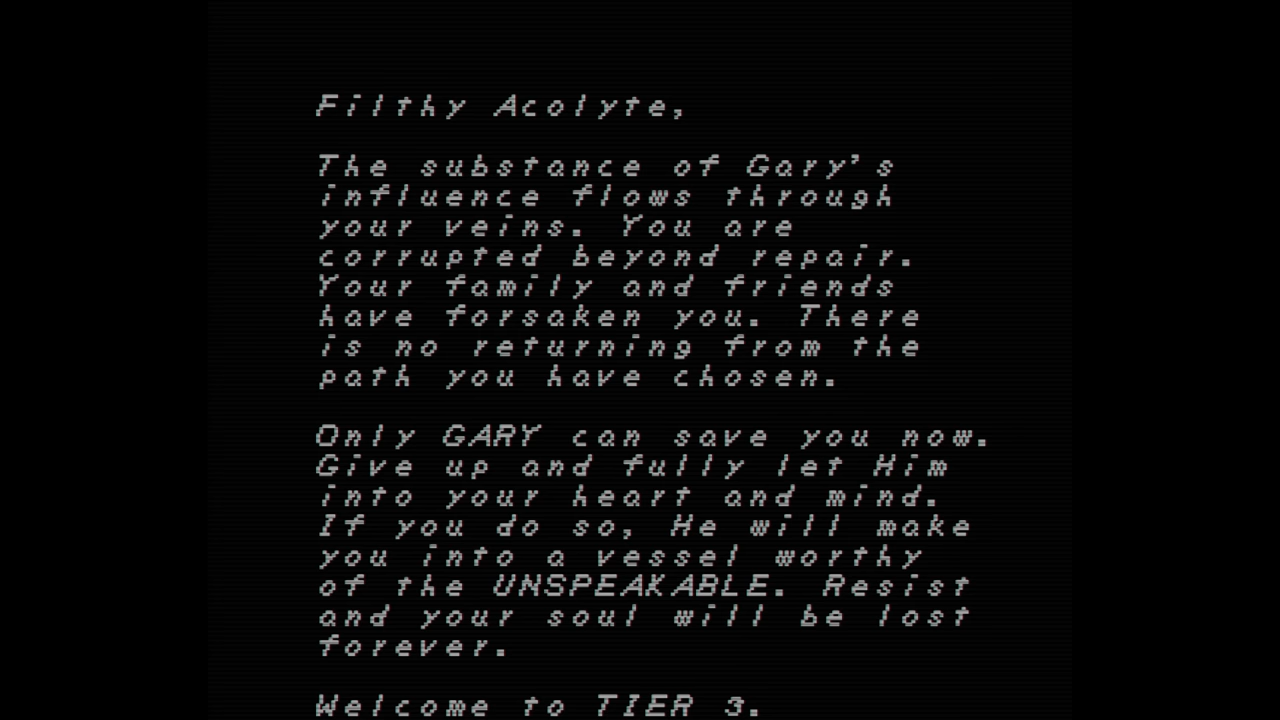 Filthy Acolyte,
The substance of Gary's
influence flows through
your veins. You are
corrupted beyond repair.
Your family and friends
have forsaken you. There
is no returning from the
path you have chosen.
Only GARY can save you now.
Give up and fully let Him
into your heart and mind.
If you do so, He will make
you into a vessel worthy
of the UNSPEAKABLE. Resist
and your soul will be lost
forever.
Welcome to TIER 3.